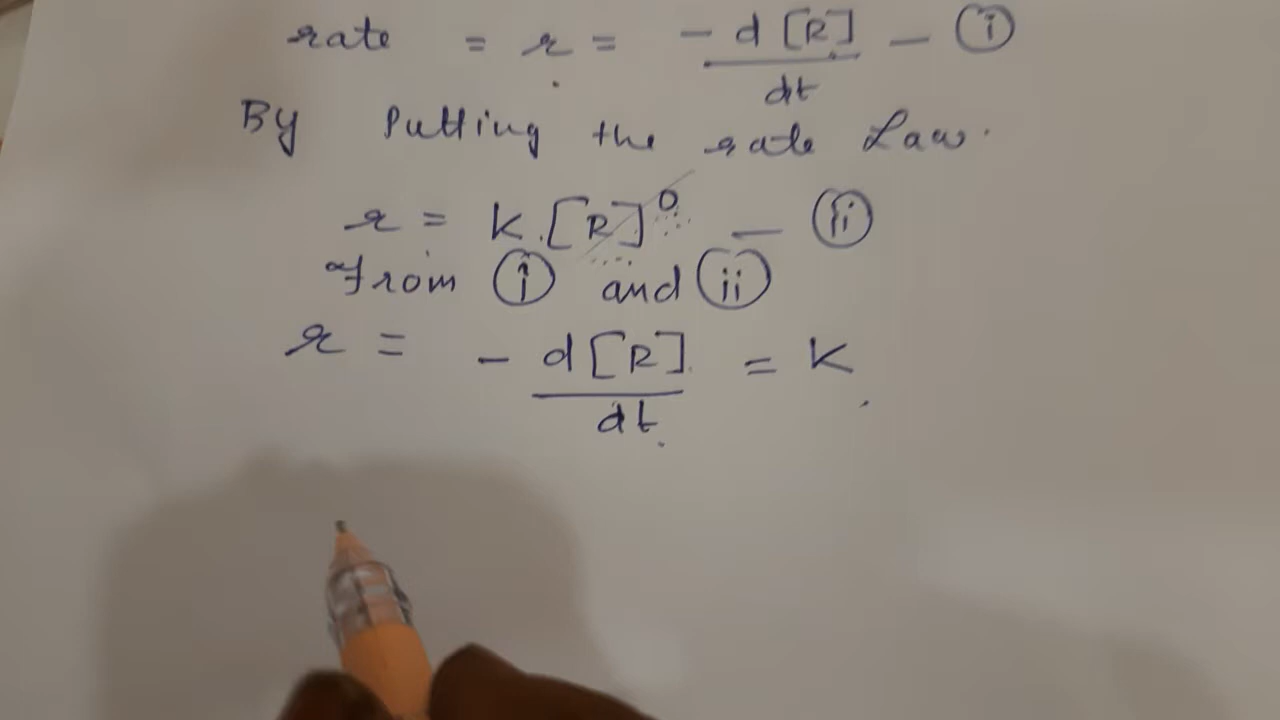 rate = r = - d[R]/dt - (i)
By Putting the rate Law.
r = K.[R]⁰ - (ii)
From (i) and (ii)
r = - d[R]/dt = K